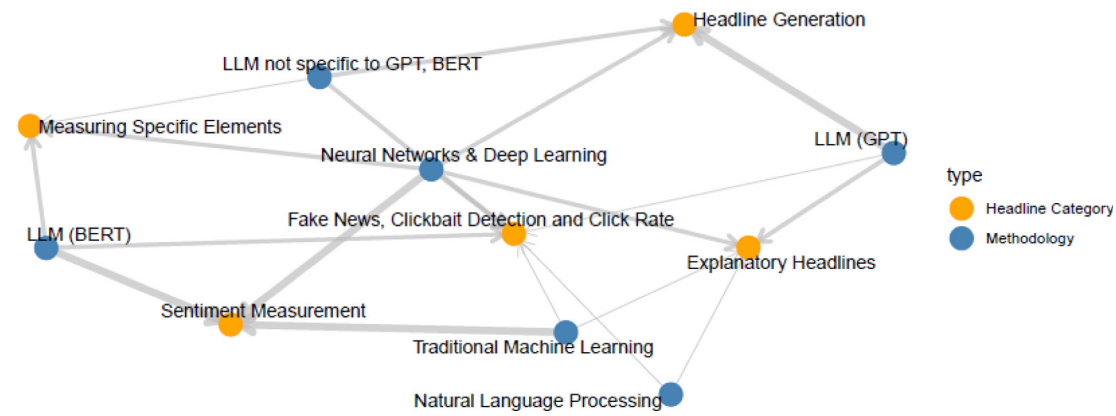 Headline Generation
LLM not specific to GPT, BERT
Measuring Specific Elements
LLM (GPT)
Neural Networks & Deep Learning
type
Headline Category
Fake News, Clickbait Detection and Click Rate
LLM (BERT)
Methodology
Explanatory Headlines
Sentiment Measurement
Traditional Machine Learning
Natural Language Processing